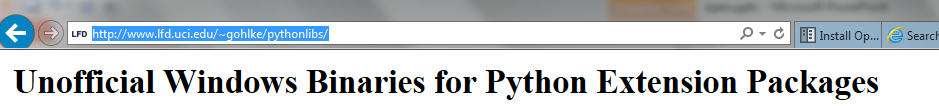 LFD http://www.lfd.uci.edu/~gohlke/pythonlibs/ Install Op... Search
Unofficial Windows Binaries for Python Extension Packages